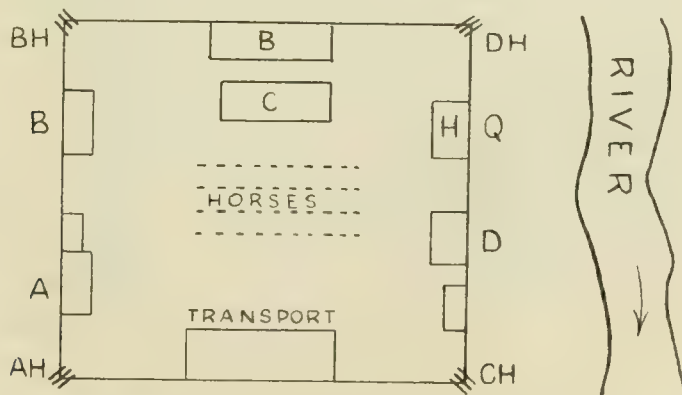 BH B DH
C
B H Q
HORSES
D
A
TRANSPORT
AH CH
RIVER